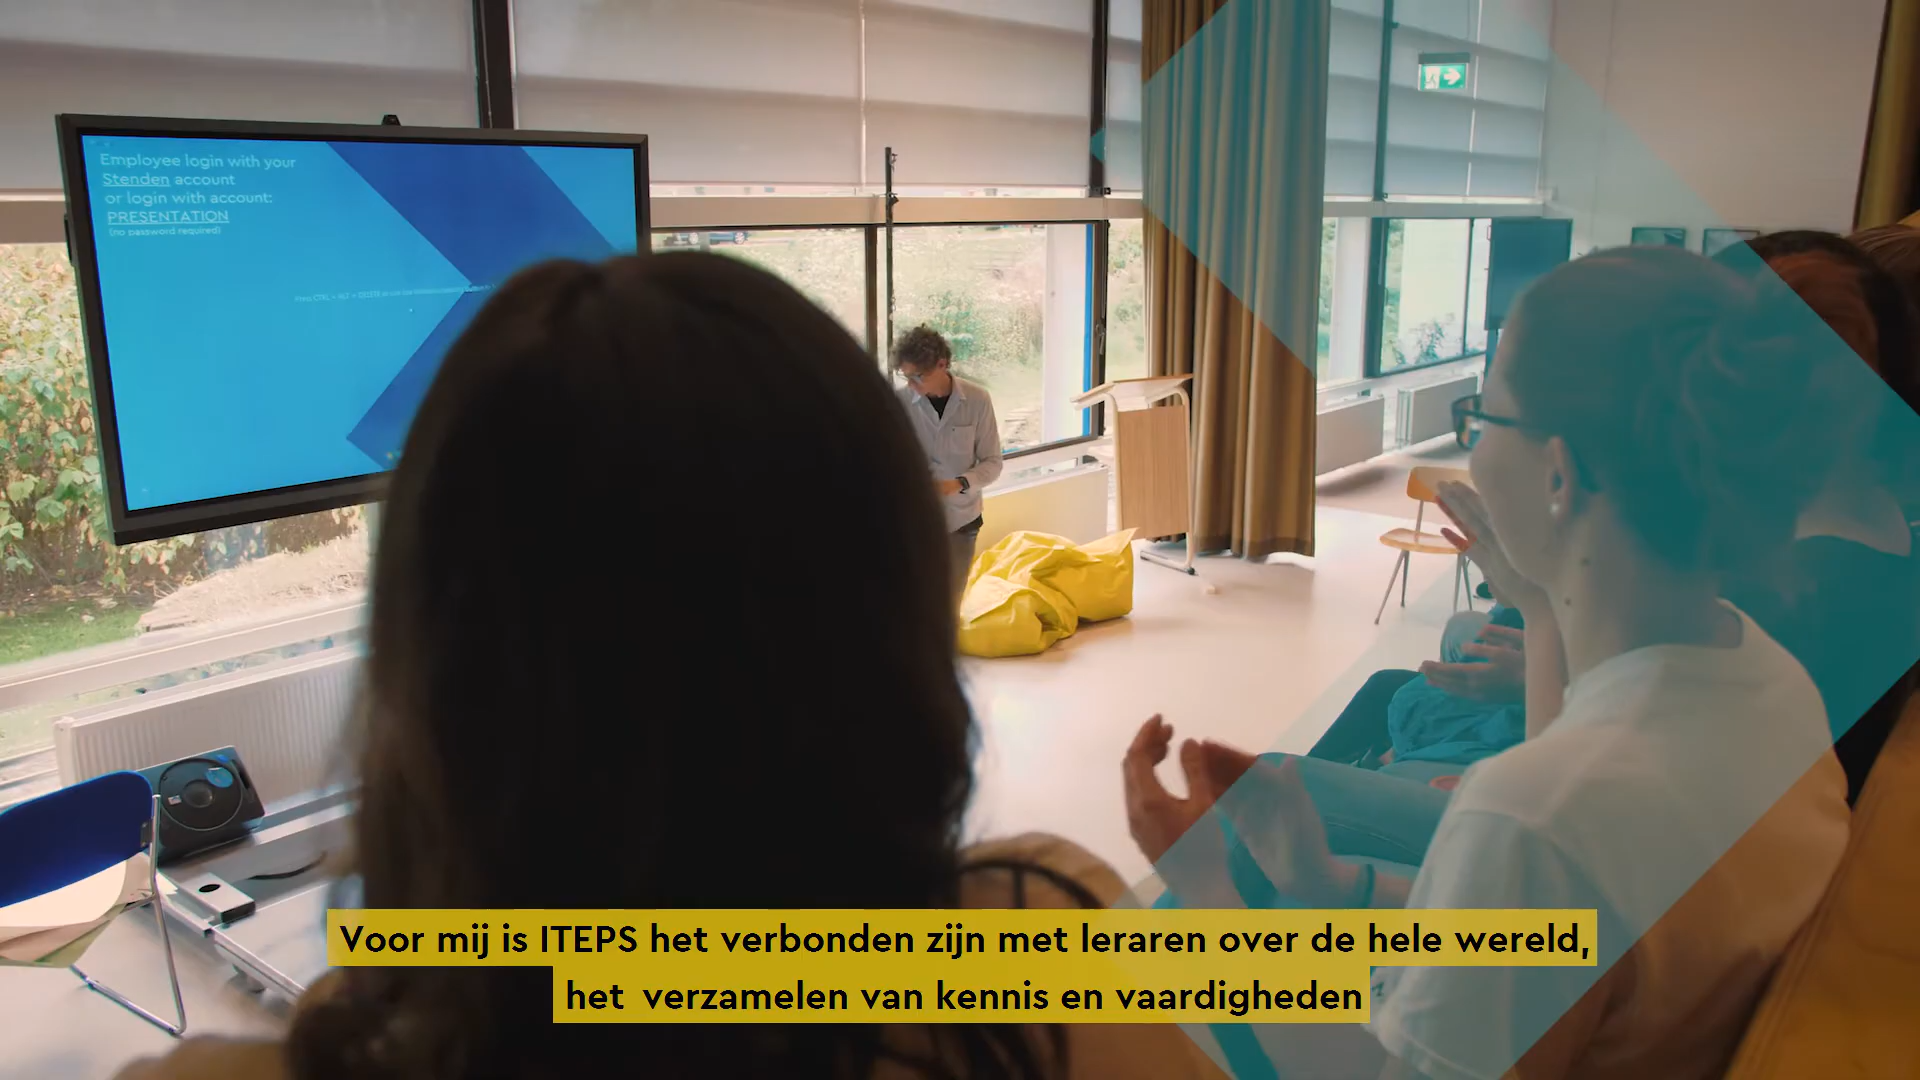 Employee login with your
Stenden account
or login with account:
PRESENTATION
(no password required)
Voor mij is ITEPS het verbonden zijn met leraren over de hele wereld,
het verzamelen van kennis en vaardigheden